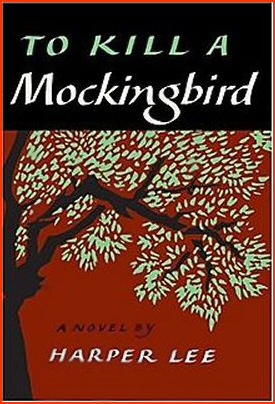 TO KILL A
Mockingbird
A NOVEL BY
HARPER LEE